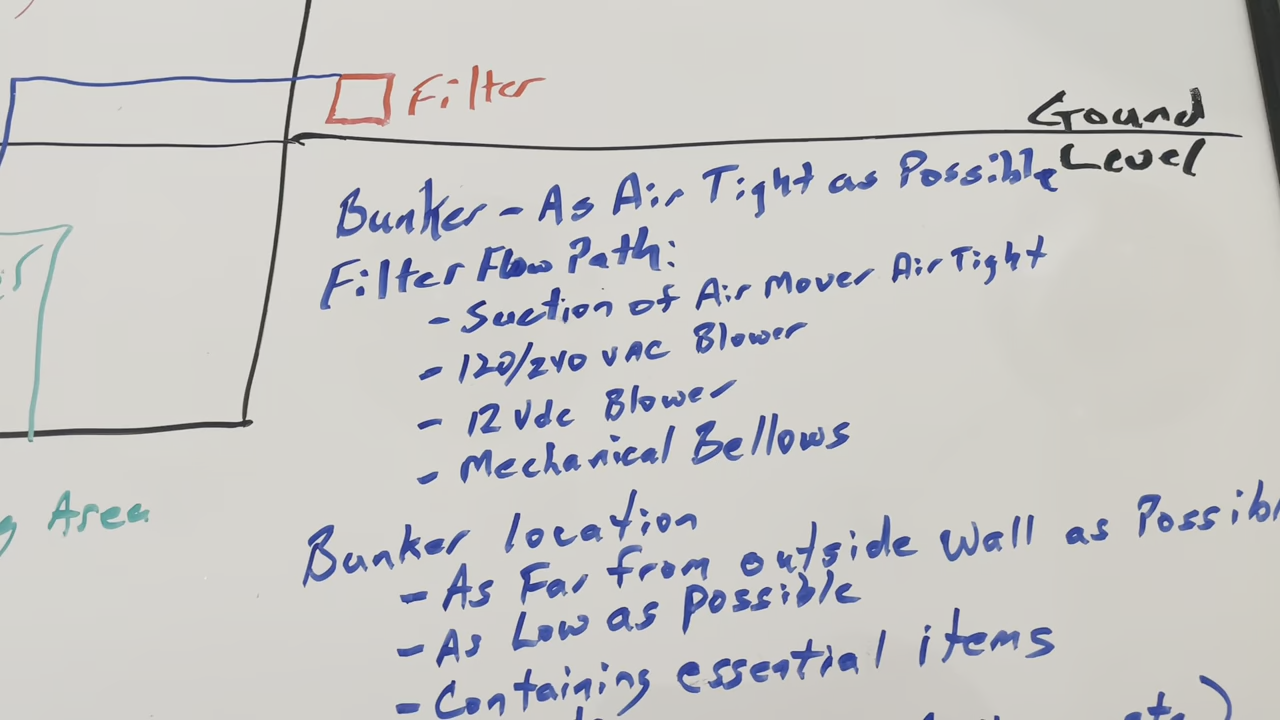 Filter
Ground
Level
Bunker - As Air Tight as Possible
Filter Flow Path:
- Suction of Air Mover Air Tight
- 120/240 VAC Blower
- 12 Vdc Blower
- Mechanical Bellows
Area
Bunker location
- As Far from outside Wall as Possibl
- As Low as possible
- Containing essential items
etc)